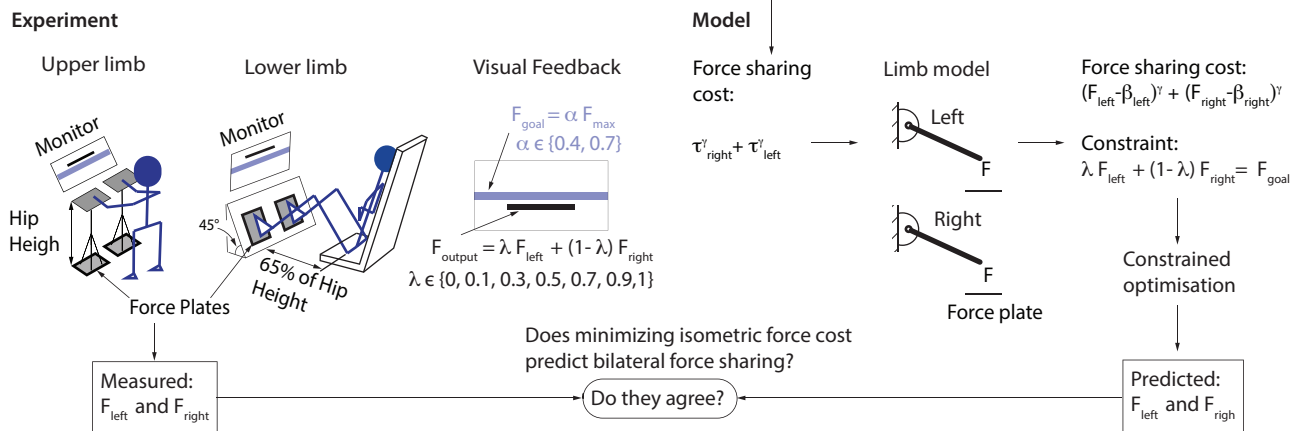 Experiment
Upper limb
Lower limb
Visual Feedback
Monitor
Monitor
F_goal = α F_max
α ϵ {0.4, 0.7}
Hip
Heigh
45°
65% of Hip
Height
F_output = λ F_left + (1- λ) F_right
λ ϵ {0, 0.1, 0.3, 0.5, 0.7, 0.9,1}
Force Plates
Measured:
F_left and F_right
Model
Force sharing
cost:
τ^γ_right + τ^γ_left
Limb model
Left
F
Right
F
Force plate
Force sharing cost:
(F_left-β_left)^γ + (F_right-β_right)^γ
Constraint:
λ F_left + (1- λ) F_right = F_goal
Constrained
optimisation
Does minimizing isometric force cost
predict bilateral force sharing?
Do they agree?
Predicted:
F_left and F_righ